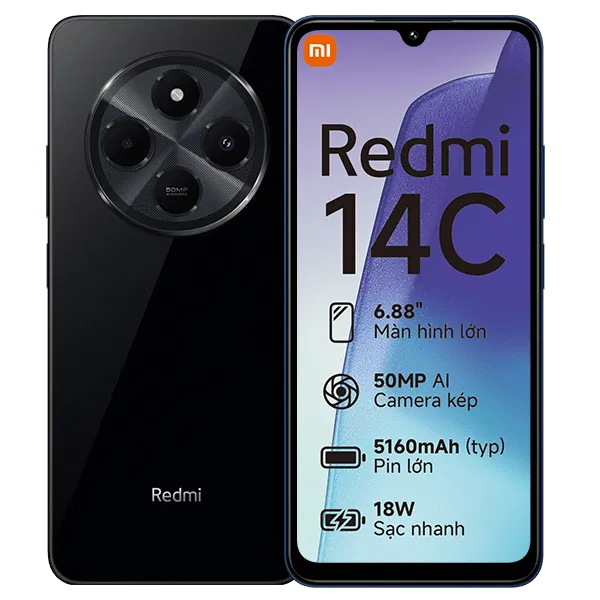 50MP
Redmi
mi
Redmi
14C
6.88"
Màn hình lớn
50MP AI
Camera kép
5160mAh (typ)
Pin lớn
18W
Sạc nhanh